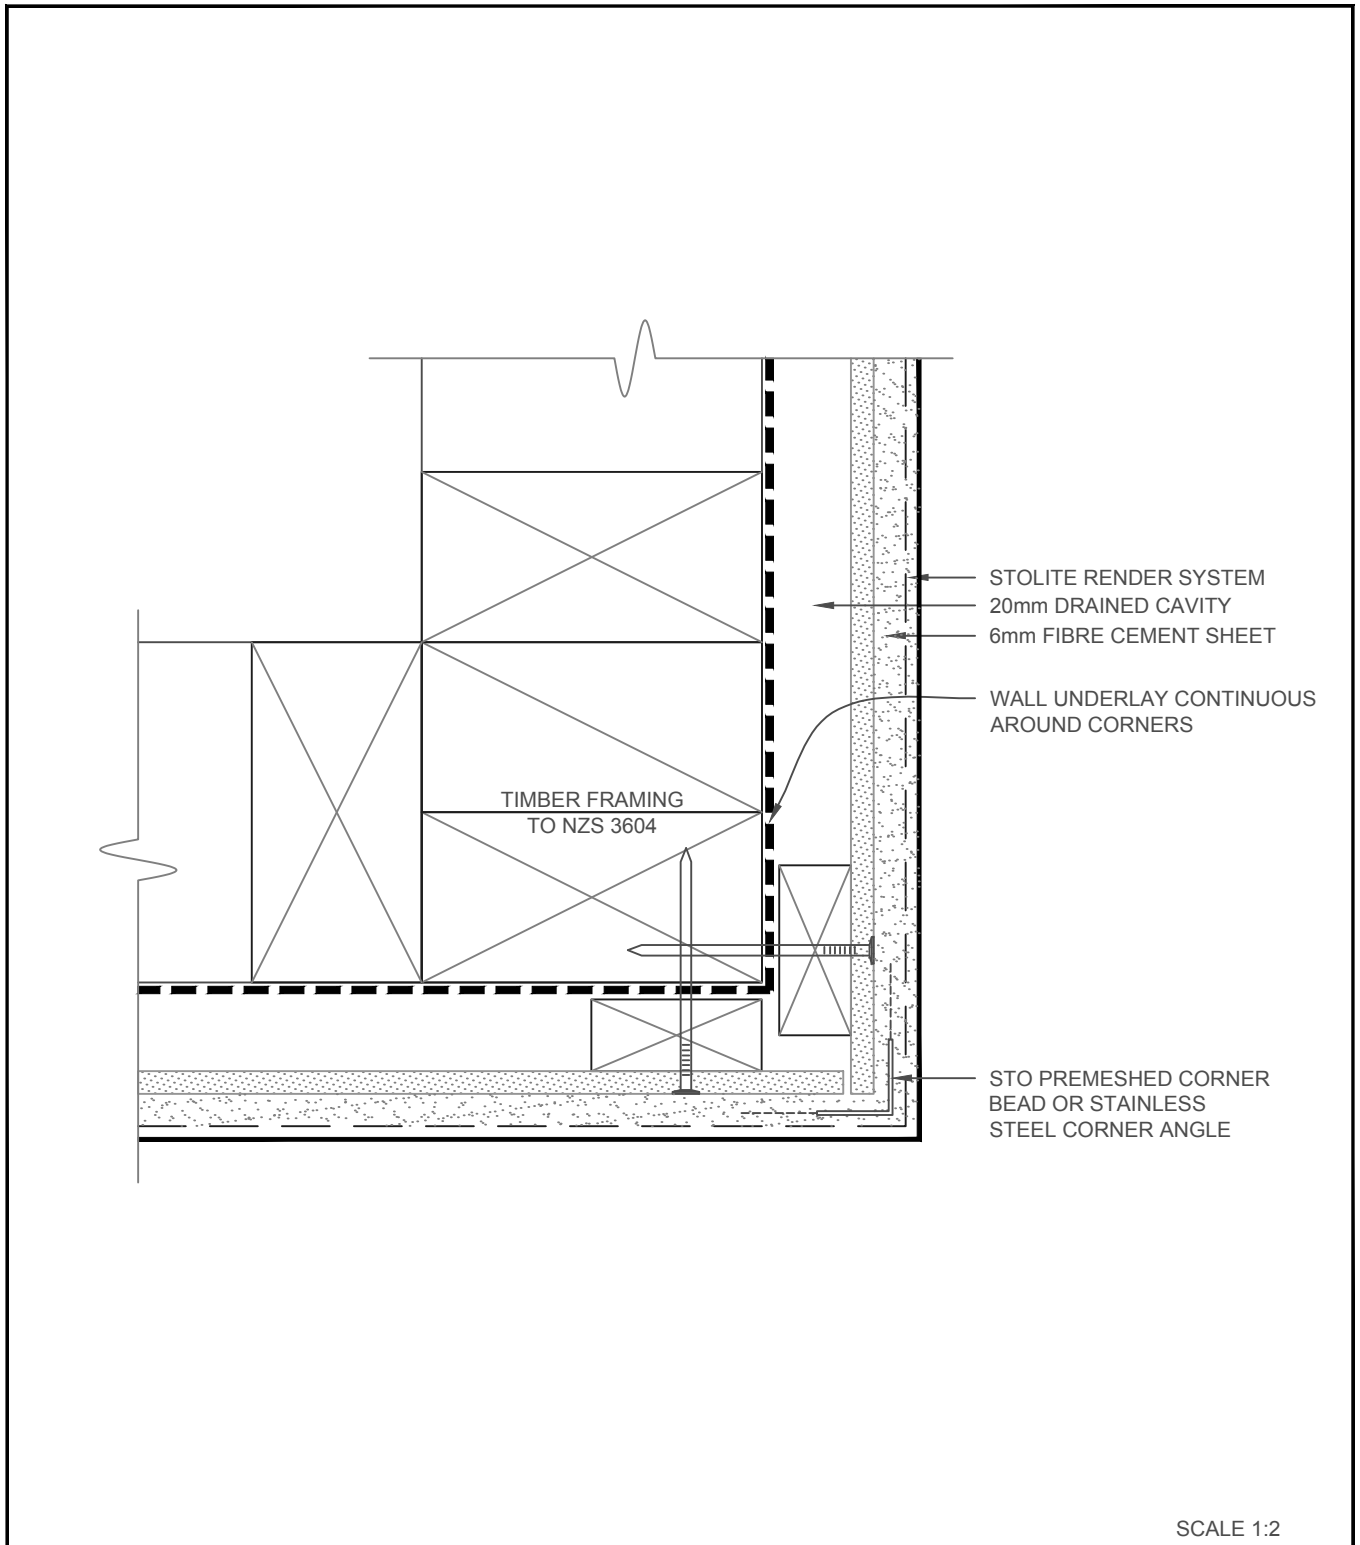 STOLITE RENDER SYSTEM
20mm DRAINED CAVITY
6mm FIBRE CEMENT SHEET
WALL UNDERLAY CONTINUOUS
AROUND CORNERS
TIMBER FRAMING
TO NZS 3604
STO PREMESHED CORNER
BEAD OR STAINLESS
STEEL CORNER ANGLE
SCALE 1:2